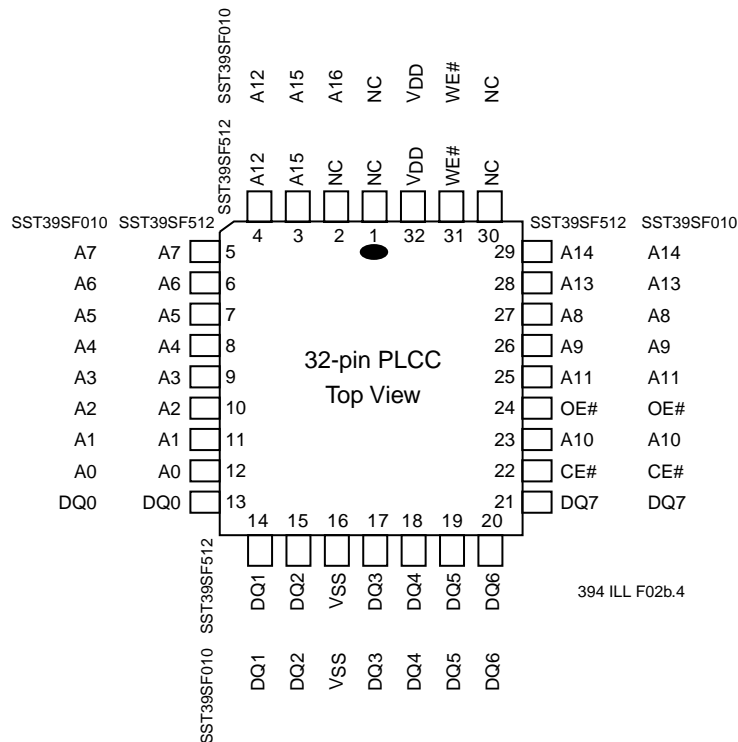 SST39SF010 A12 A15 A16 NC VDD WE# NC
SST39SF512 A12 A15 NC NC VDD WE# NC
4 3 2 1 32 31 30
SST39SF010 SST39SF512 SST39SF512 SST39SF010
A7 A7 5 29 A14 A14
A6 A6 6 28 A13 A13
A5 A5 7 27 A8 A8
A4 A4 8 26 A9 A9
A3 A3 9 25 A11 A11
A2 A2 10 24 OE# OE#
A1 A1 11 23 A10 A10
A0 A0 12 22 CE# CE#
DQ0 DQ0 13 21 DQ7 DQ7
32-pin PLCC
Top View
14 15 16 17 18 19 20
SST39SF512 DQ1 DQ2 VSS DQ3 DQ4 DQ5 DQ6
SST39SF010 DQ1 DQ2 VSS DQ3 DQ4 DQ5 DQ6
394 ILL F02b.4